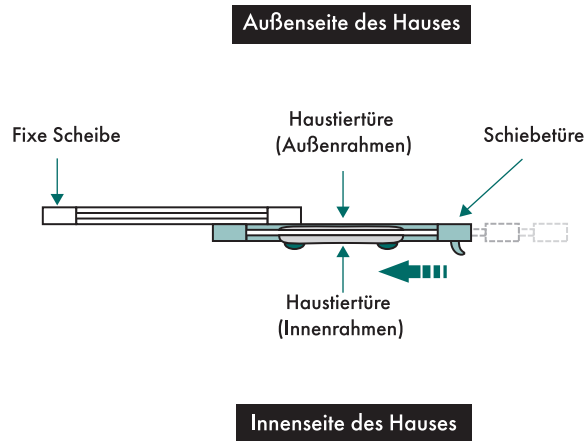 Außenseite des Hauses
Fixe Scheibe
Haustiertüre
(Außenrahmen)
Schiebetüre
Haustiertüre
(Innenrahmen)
Innenseite des Hauses